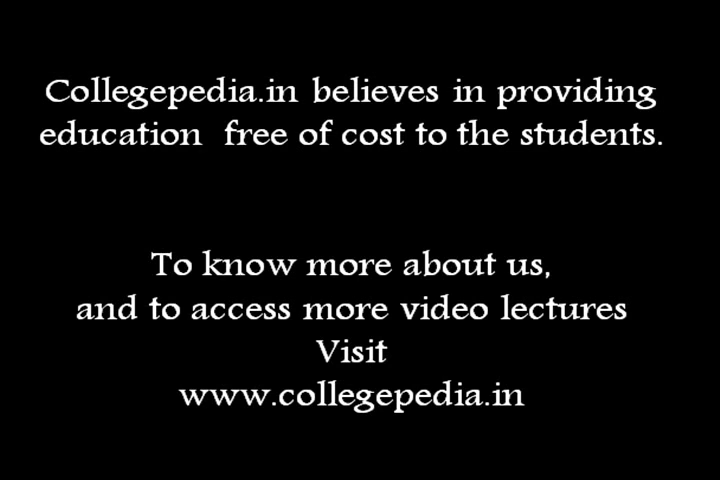 Collegepedia.in believes in providing
education free of cost to the students.
To know more about us,
and to access more video lectures
Visit
www.collegepedia.in